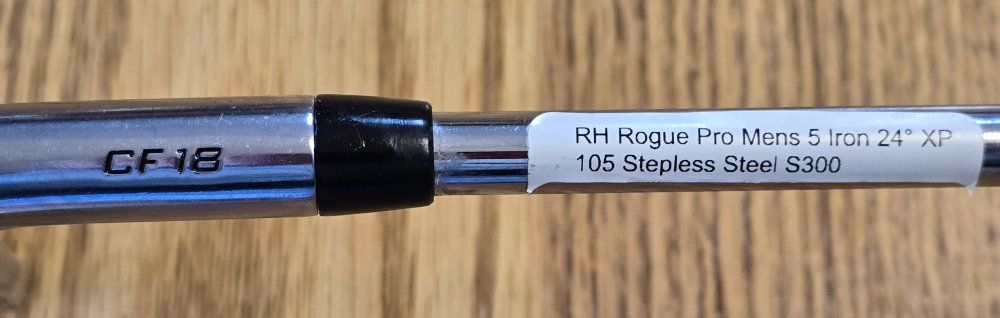 CF18
RH Rogue Pro Mens 5 Iron 24° XP
105 Stepless Steel S300